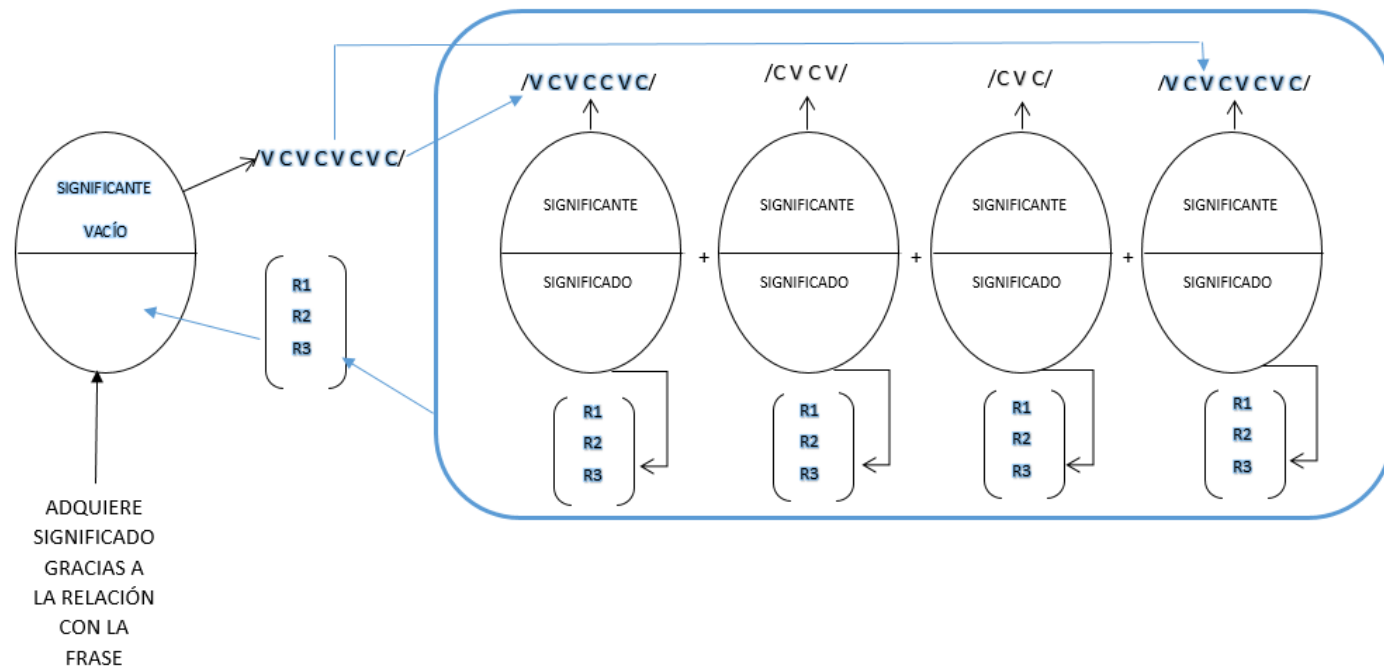 /V C V C C V C/
/C V C V/
/C V C/
/V C V C V C V C/
/V C V C V C V C/
SIGNIFICANTE
VACÍO
SIGNIFICANTE
SIGNIFICANTE
SIGNIFICANTE
SIGNIFICANTE
+
+
+
SIGNIFICADO
SIGNIFICADO
SIGNIFICADO
SIGNIFICADO
R1
R2
R3
R1
R2
R3
R1
R2
R3
R1
R2
R3
R1
R2
R3
ADQUIERE
SIGNIFICADO
GRACIAS A
LA RELACIÓN
CON LA
FRASE